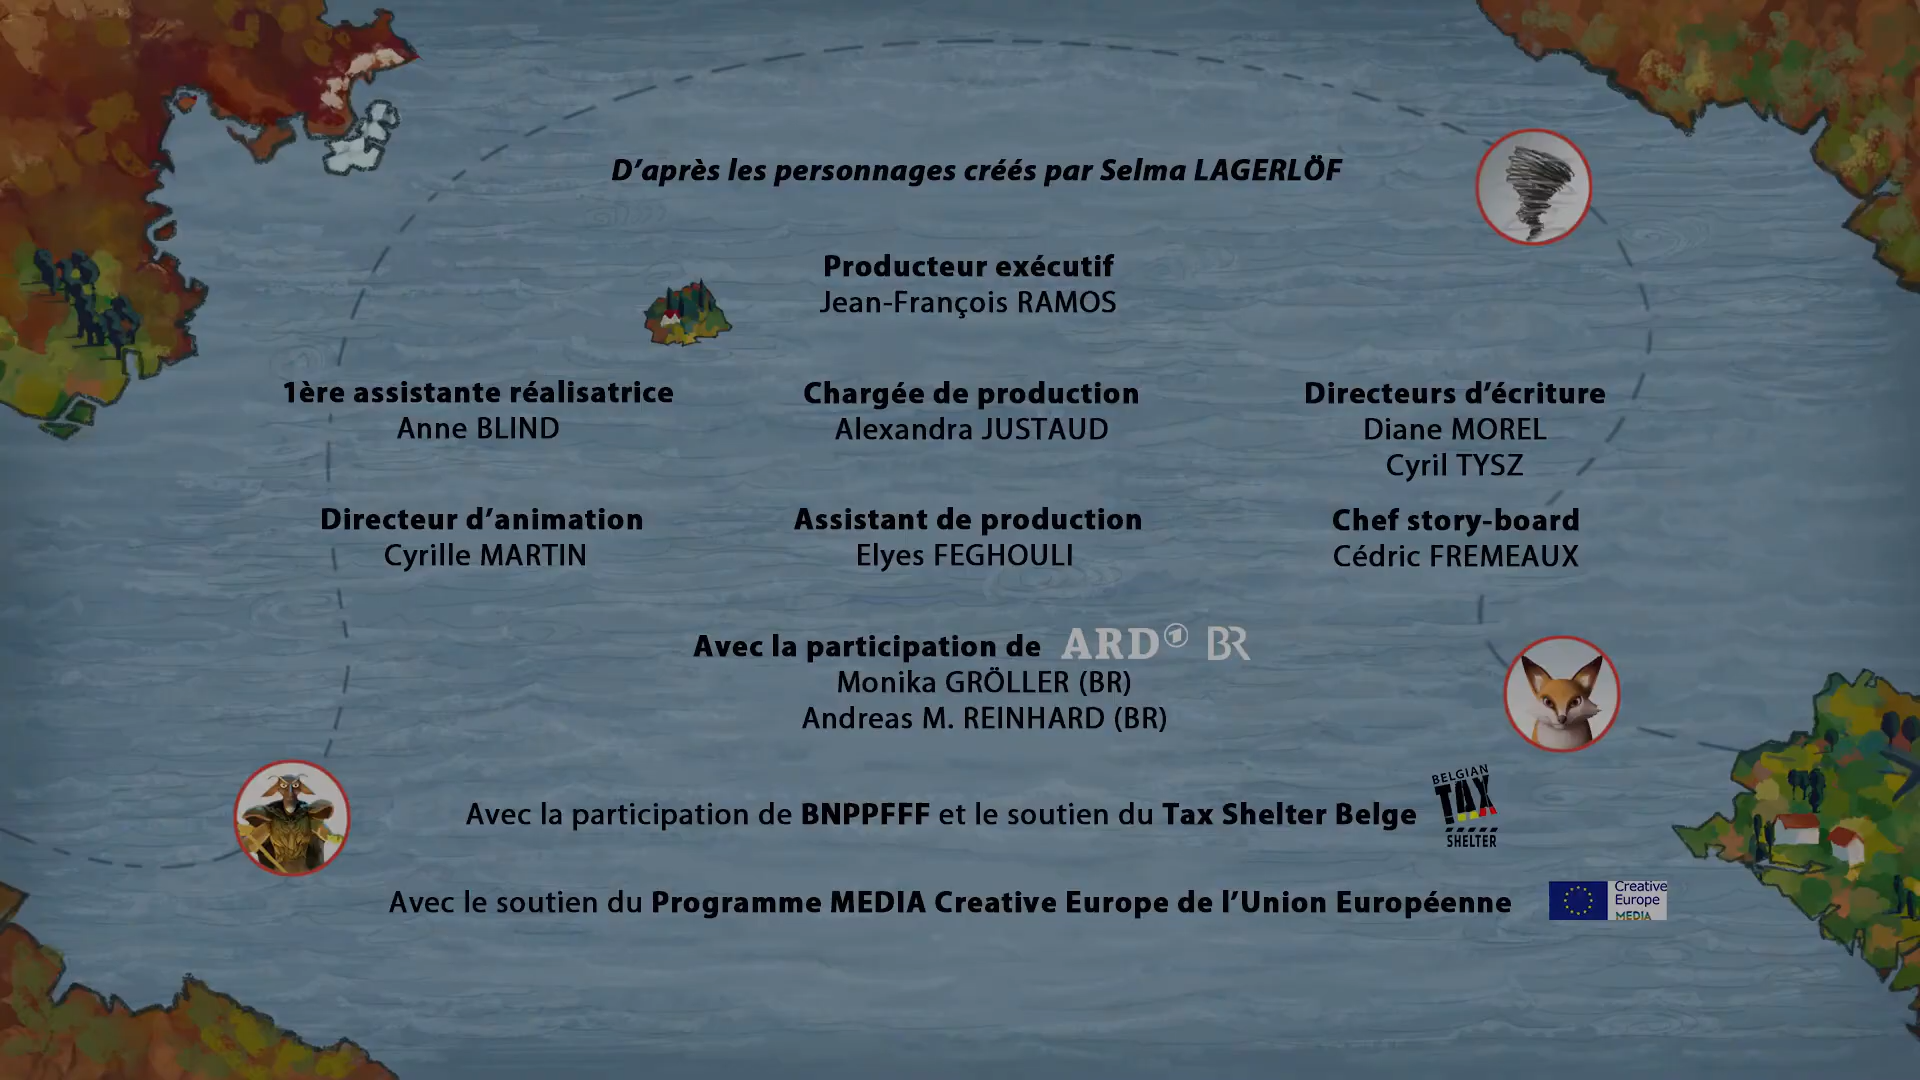 D’après les personnages créés par Selma LAGERLÖF
Producteur exécutif
Jean-François RAMOS
1ère assistante réalisatrice
Anne BLIND
Chargée de production
Alexandra JUSTAUD
Directeurs d’écriture
Diane MOREL
Cyril TYSZ
Directeur d’animation
Cyrille MARTIN
Assistant de production
Elyes FEGHOULI
Chef story-board
Cédric FREMEAUX
Avec la participation de ARD 1 BR
Monika GRÖLLER (BR)
Andreas M. REINHARD (BR)
Avec la participation de BNPPFFF et le soutien du Tax Shelter Belge
BELGIAN
TAX
SHELTER
Avec le soutien du Programme MEDIA Creative Europe de l’Union Européenne
Creative
Europe
MEDIA